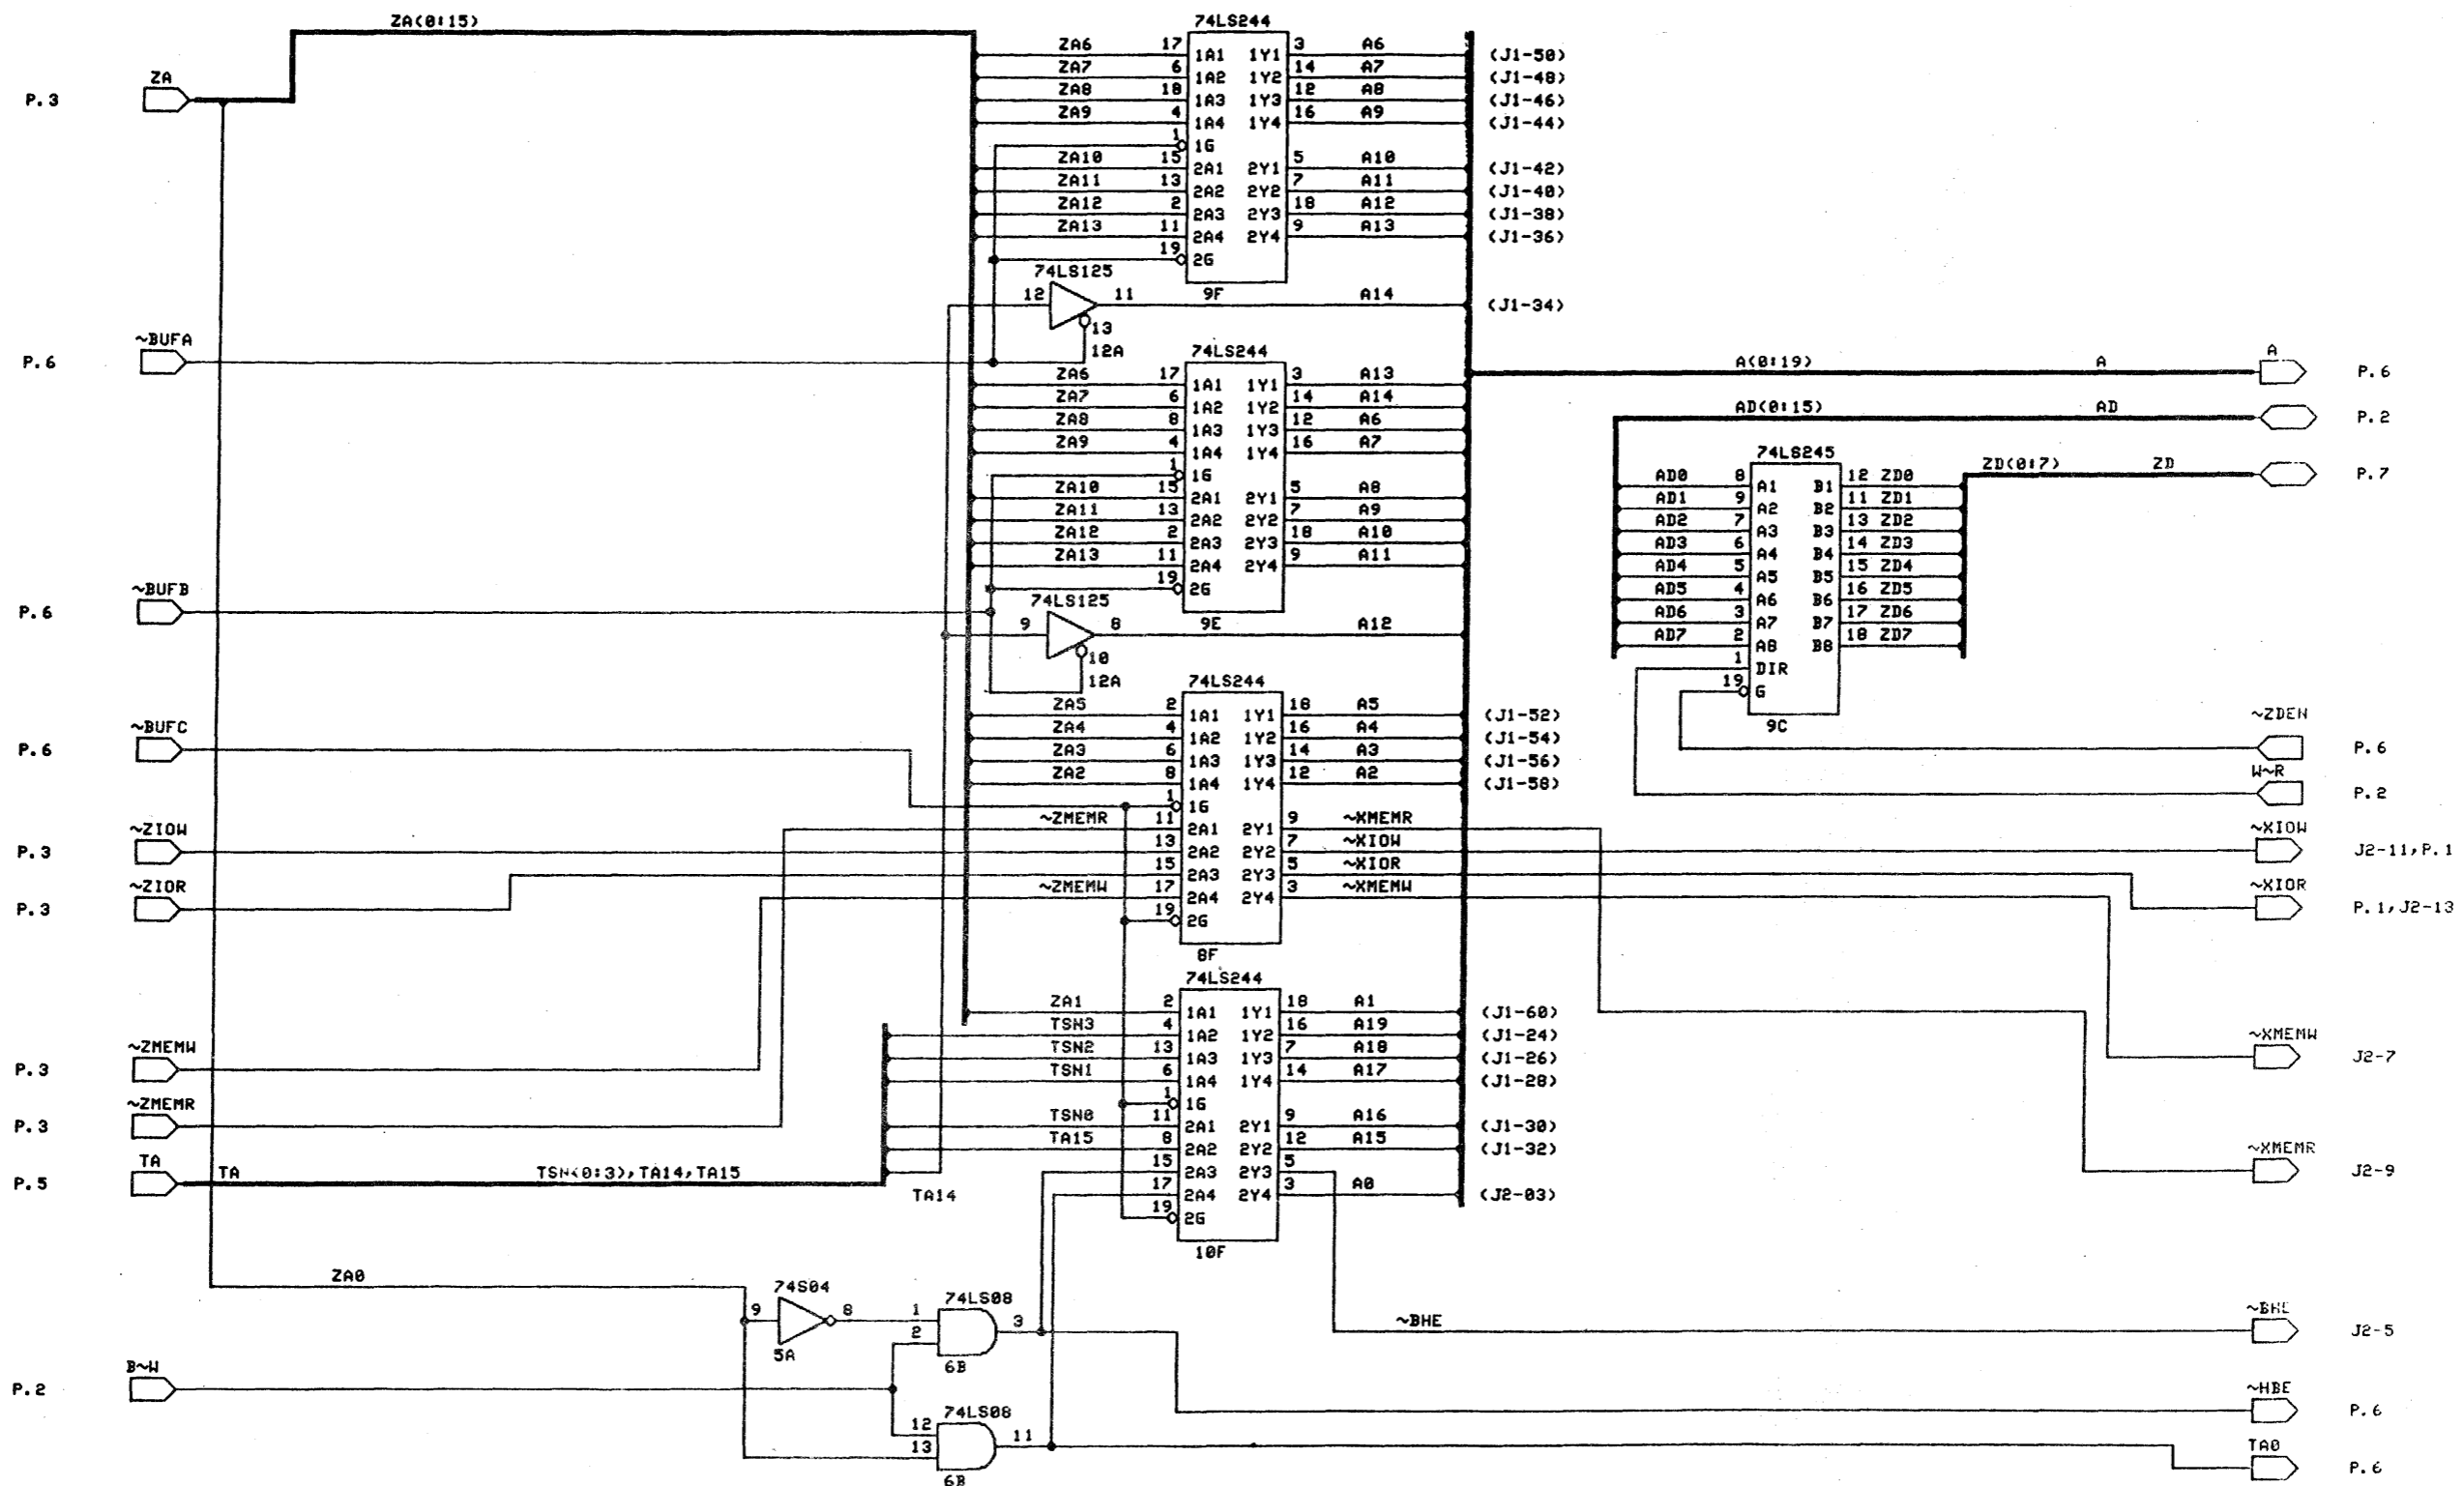 ZA(0:15)
74LS244
ZA6 17 1A1 1Y1 3 A6 (J1-50)
ZA7 6 1A2 1Y2 14 A7 (J1-48)
P.3 ZA
ZA8 18 1A3 1Y3 12 A8 (J1-46)
ZA9 4 1A4 1Y4 16 A9 (J1-44)
1 1G
ZA10 15 2A1 2Y1 5 A10 (J1-42)
ZA11 13 2A2 2Y2 7 A11 (J1-40)
ZA12 2 2A3 2Y3 18 A12 (J1-38)
ZA13 11 2A4 2Y4 9 A13 (J1-36)
19 2G
74LS125
12 11 9F A14 (J1-34)
13
12A
P.6 ~BUFA
74LS244
A(0:19) A A P.6
ZA6 17 1A1 1Y1 3 A13
ZA7 6 1A2 1Y2 14 A14
ZA8 8 1A3 1Y3 12 A6
ZA9 4 1A4 1Y4 16 A7
1 1G
ZA10 15 2A1 2Y1 5 A8
ZA11 13 2A2 2Y2 7 A9
ZA12 2 2A3 2Y3 18 A10
ZA13 11 2A4 2Y4 9 A11
19 2G
AD(0:15) AD P.2
74LS245
ZD(0:7) ZD P.7
AD0 8 A1 B1 12 ZD0
AD1 9 A2 B2 11 ZD1
AD2 7 A3 B3 13 ZD2
AD3 6 A4 B4 14 ZD3
AD4 5 A5 B5 15 ZD4
AD5 4 A6 B6 16 ZD5
AD6 3 A7 B7 17 ZD6
AD7 2 A8 B8 18 ZD7
1 DIR
19 G
9C
P.6 ~BUFB
74LS125
9 8 9E A12
10
12A
74LS244
P.6 ~BUFC
ZA5 2 1A1 1Y1 18 A5 (J1-52)
ZA4 4 1A2 1Y2 16 A4 (J1-54)
ZA3 6 1A3 1Y3 14 A3 (J1-56)
ZA2 8 1A4 1Y4 12 A2 (J1-58)
1 1G
~ZMEMR 11 2A1 2Y1 9 ~XMEMR
13 2A2 2Y2 7 ~XIOW
15 2A3 2Y3 5 ~XIOR
~ZMEMW 17 2A4 2Y4 3 ~XMEMW
19 2G
8F
~ZDEN P.6
W~R P.2
P.3 ~ZIOW
~XIOW J2-11,P.1
P.3 ~ZIOR
~XIOR P.1,J2-13
74LS244
ZA1 2 1A1 1Y1 18 A1 (J1-60)
TSN3 4 1A2 1Y2 16 A19 (J1-24)
TSN2 13 1A3 1Y3 7 A18 (J1-26)
TSN1 6 1A4 1Y4 14 A17 (J1-28)
1 1G
TSN0 11 2A1 2Y1 9 A16 (J1-30)
TA15 8 2A2 2Y2 12 A15 (J1-32)
15 2A3 2Y3 5
17 2A4 2Y4 3 A0 (J2-03)
19 2G
10F
P.3 ~ZMEMW
~XMEMW J2-7
P.3 ~ZMEMR
~XMEMR J2-9
P.5 TA TA TSN(0:3),TA14,TA15
TA14
ZA0
74S04
9 8
5A
74LS08
1 2 3
6B
~BHE ~BHE J2-5
P.2 B~W
~HBE P.6
74LS08
12 13 11
6B
TA0 P.6